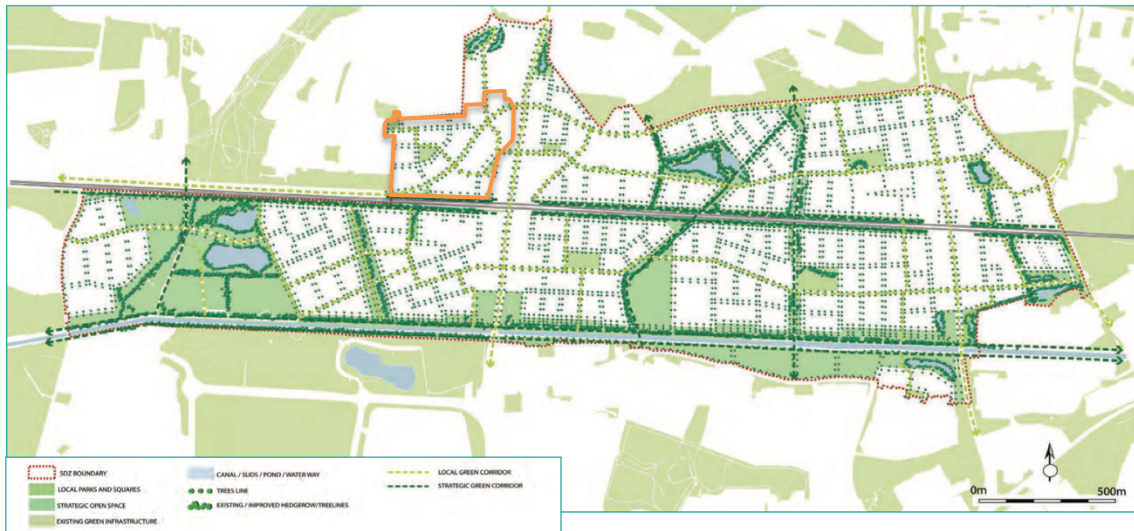 0m 500m
SDZ BOUNDARY
LOCAL PARKS AND SQUARES
STRATEGIC OPEN SPACE
EXISTING GREEN INFRASTRUCTURE
CANAL / SUDS / POND / WATER WAY
TREES LINE
EXISTING / IMPROVED HEDGEROW/TREELINES
LOCAL GREEN CORRIDOR
STRATEGIC GREEN CORRIDOR